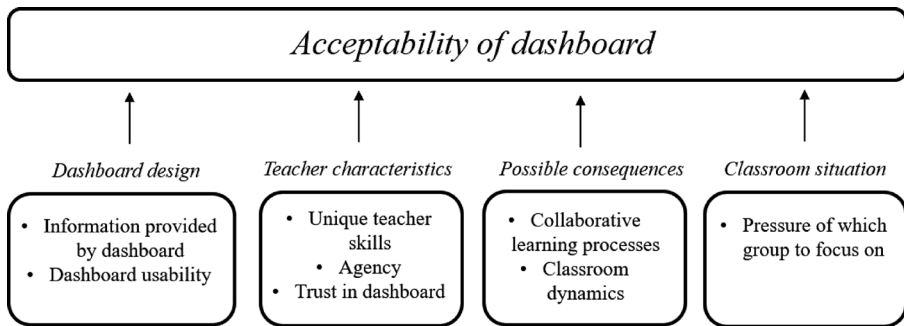 Acceptability of dashboard
Dashboard design
• Information provided
by dashboard
• Dashboard usability
Teacher characteristics
• Unique teacher
skills
• Agency
• Trust in dashboard
Possible consequences
• Collaborative
learning processes
• Classroom
dynamics
Classroom situation
• Pressure of which
group to focus on